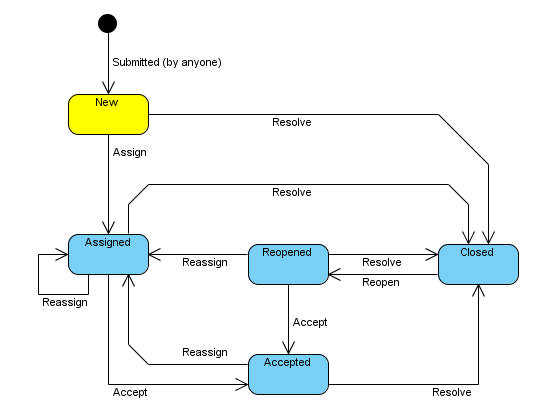 Submitted (by anyone)
New
Resolve
Assign
Resolve
Assigned
Reopened
Closed
Reassign
Resolve
Reopen
Reassign
Accept
Reassign
Accepted
Accept
Resolve